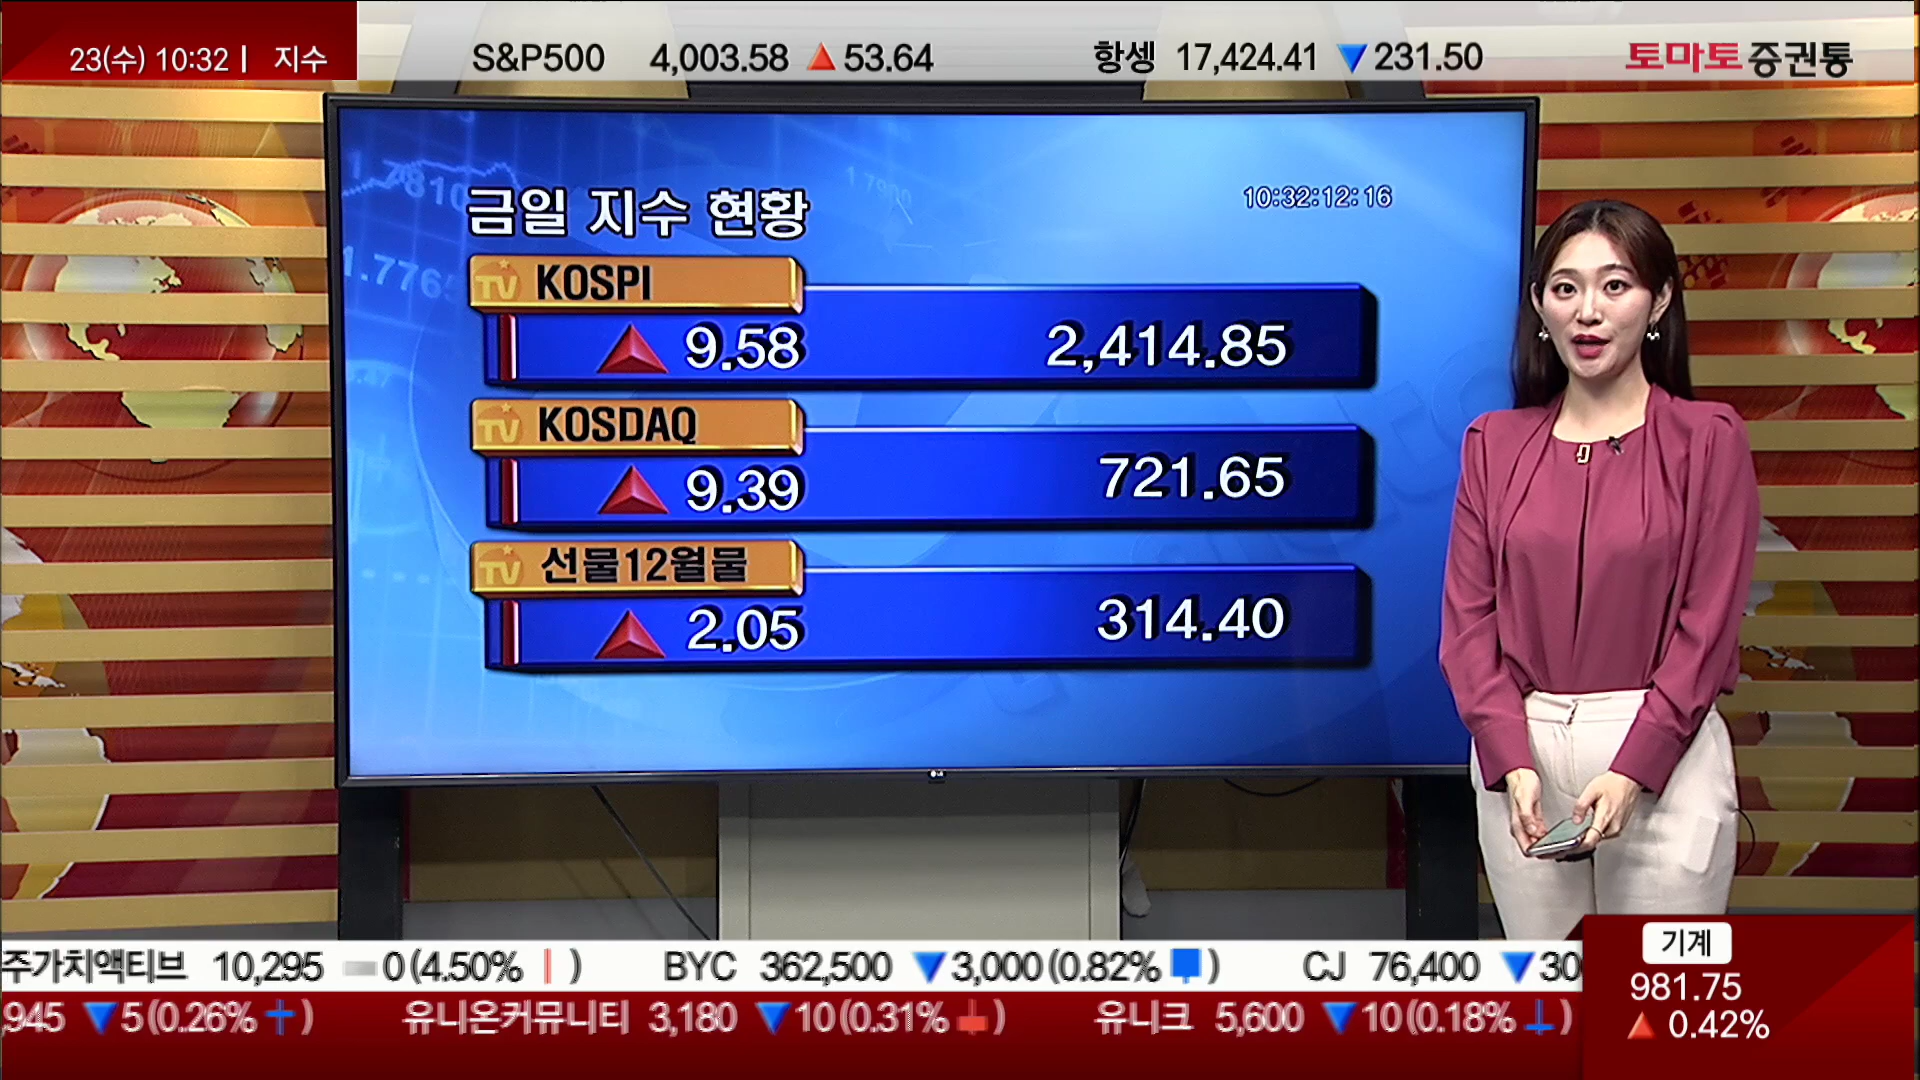 23(수) 10:32 | 지수
S&P500 4,003.58 ▲ 53.64 항셍 17,424.41 ▼ 231.50
토마토증권통
금일 지수 현황
10:32:12:16
TV KOSPI
▲ 9.58 2,414.85
TV KOSDAQ
▲ 9.39 721.65
TV 선물12월물
▲ 2.05 314.40
주가치액티브 10,295 0(4.50% ) BYC 362,500 ▼3,000(0.82% ) CJ 76,400 ▼30
,945 ▼5(0.26% ) 유니온커뮤니티 3,180 ▼10(0.31% ) 유니크 5,600 ▼10(0.18% )
기계
981.75
▲ 0.42%